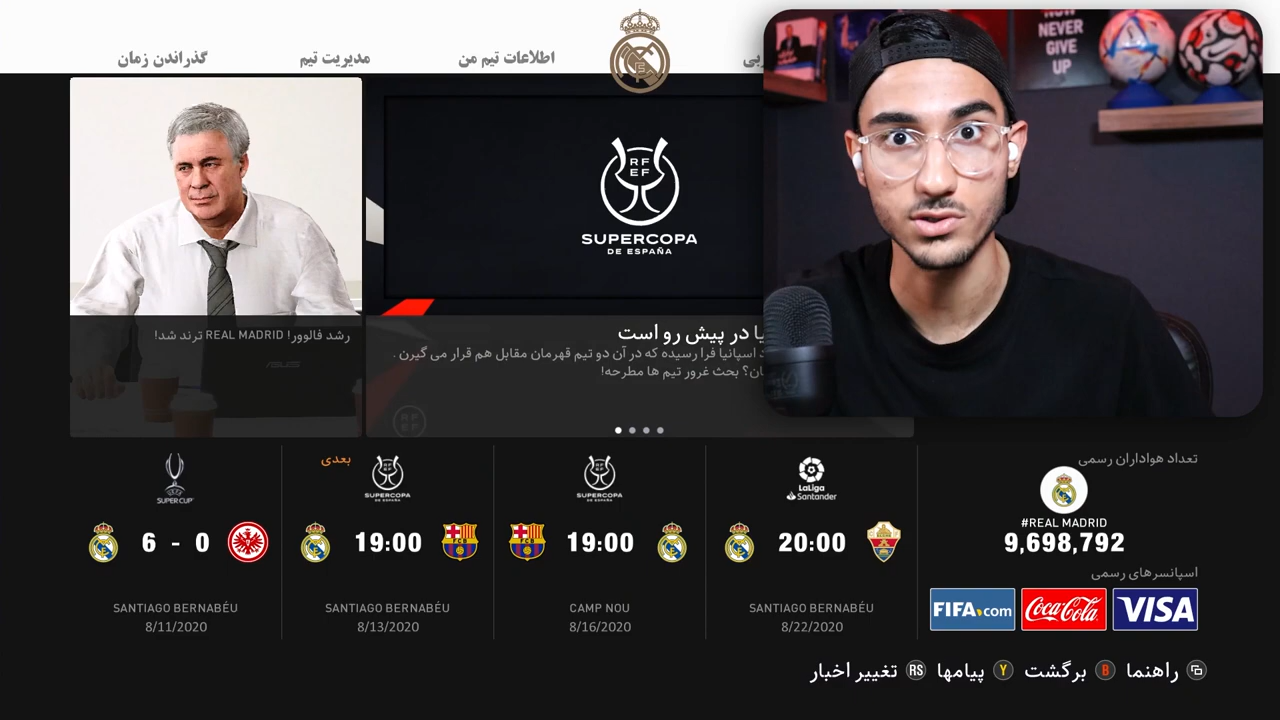 گذراندن زمان
مدیریت تیم
اطلاعات تیم من
NOW
NEVER
GIVE
UP
RF
EF
SUPERCOPA
DE ESPAÑA
رشد فالوور! REAL MADRID ترند شد!
در پیش رو است
اسپانیا فرا رسیده که در آن دو تیم قهرمان مقابل هم قرار می گیرن .
بحث غرور تیم ها مطرحه!
ASUS
SUPER CUP
6 - 0
SANTIAGO BERNABÉU
8/11/2020
بعدی
SUPERCOPA
DE ESPAÑA
19:00
SANTIAGO BERNABÉU
8/13/2020
SUPERCOPA
DE ESPAÑA
19:00
CAMP NOU
8/16/2020
LaLiga
Santander
20:00
SANTIAGO BERNABÉU
8/22/2020
تعداد هواداران رسمی
#REAL MADRID
9,698,792
اسپانسرهای رسمی
FIFA.com
Coca-Cola
VISA
راهنما B برگشت Y پیامها RS تغییر اخبار